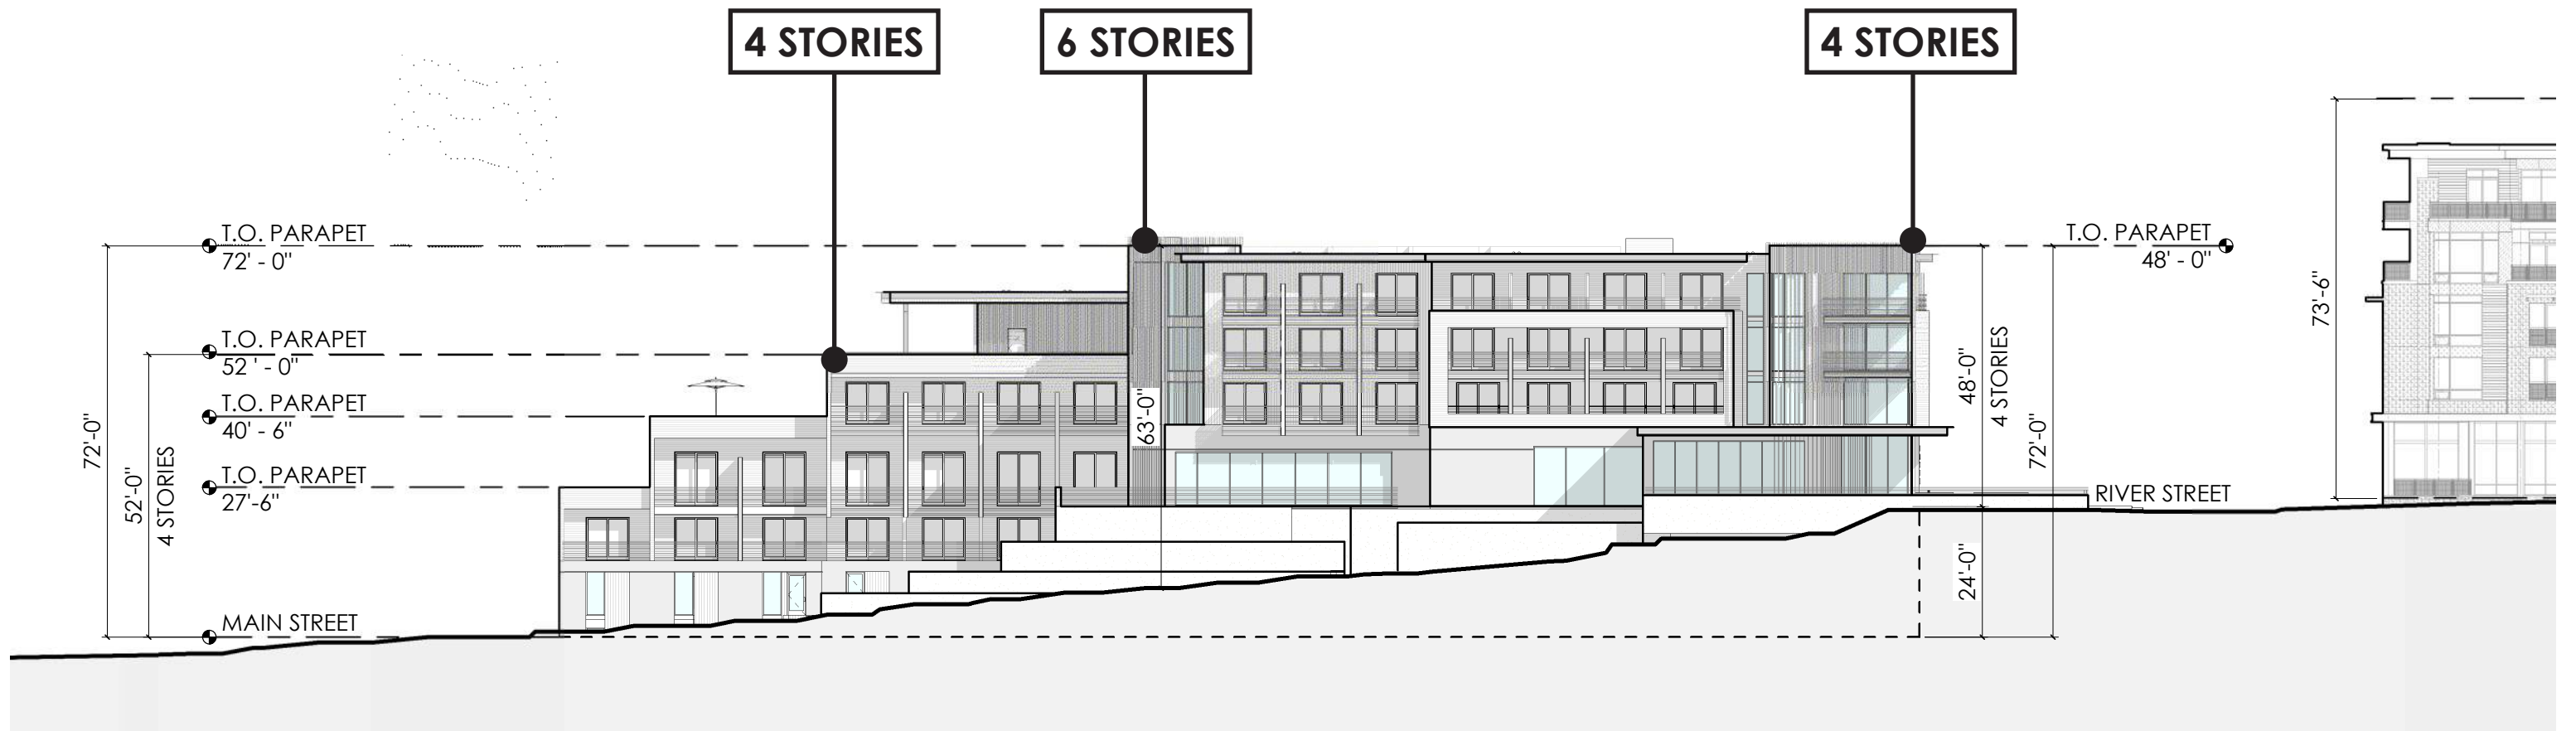 4 STORIES
6 STORIES
4 STORIES
T.O. PARAPET
72' - 0"
T.O. PARAPET
48' - 0"
T.O. PARAPET
52 ' - 0"
T.O. PARAPET
40' - 6"
T.O. PARAPET
27'-6"
MAIN STREET
72'-0"
52'-0"
4 STORIES
63'-0"
48'-0"
4 STORIES
72'-0"
24'-0"
RIVER STREET
73'-6"